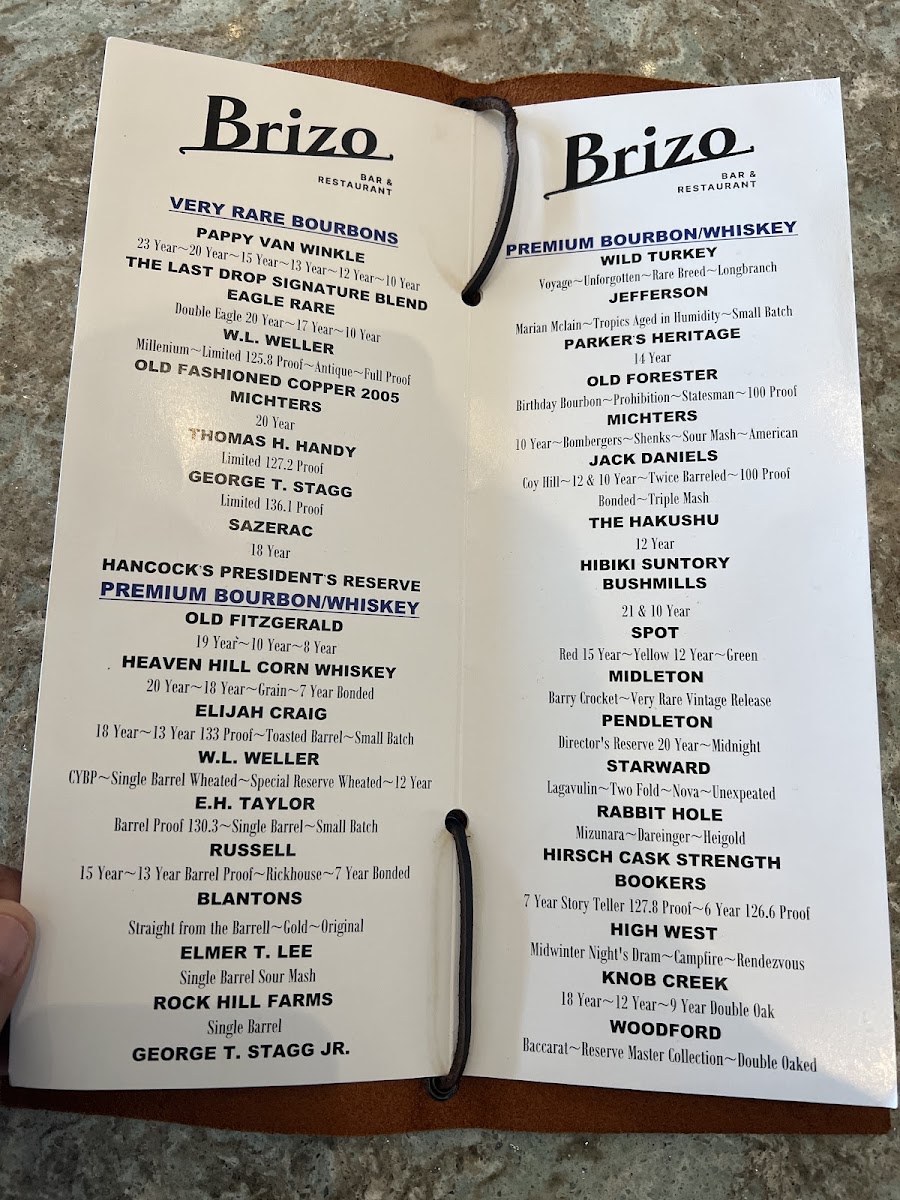 Brizo
BAR &
RESTAURANT
VERY RARE BOURBONS
PAPPY VAN WINKLE
23 Year~20 Year~15 Year~13 Year~12 Year~10 Year
THE LAST DROP SIGNATURE BLEND
EAGLE RARE
Double Eagle 20 Year~17 Year~10 Year
W.L. WELLER
Millenium~Limited 125.8 Proof~Antique~Full Proof
OLD FASHIONED COPPER 2005
MICHTERS
20 Year
THOMAS H. HANDY
Limited 127.2 Proof
GEORGE T. STAGG
Limited 136.1 Proof
SAZERAC
18 Year
HANCOCK'S PRESIDENT'S RESERVE
PREMIUM BOURBON/WHISKEY
OLD FITZGERALD
19 Year~10 Year~8 Year
HEAVEN HILL CORN WHISKEY
20 Year~18 Year~Grain~7 Year Bonded
ELIJAH CRAIG
18 Year~13 Year 133 Proof~Toasted Barrel~Small Batch
W.L. WELLER
CYBP~Single Barrel Wheated~Special Reserve Wheated~12 Year
E.H. TAYLOR
Barrel Proof 130.3~Single Barrel~Small Batch
RUSSELL
15 Year~13 Year Barrel Proof~Rickhouse~7 Year Bonded
BLANTONS
Straight from the Barrell~Gold~Original
ELMER T. LEE
Single Barrel Sour Mash
ROCK HILL FARMS
Single Barrel
GEORGE T. STAGG JR.
Brizo
BAR &
RESTAURANT
PREMIUM BOURBON/WHISKEY
WILD TURKEY
Voyage~Unforgotten~Rare Breed~Longbranch
JEFFERSON
Marian Mclain~Tropics Aged in Humidity~Small Batch
PARKER'S HERITAGE
14 Year
OLD FORESTER
Birthday Bourbon~Prohibition~Statesman~100 Proof
MICHTERS
10 Year~Bombergers~Shenks~Sour Mash~American
JACK DANIELS
Coy Hill~12 & 10 Year~Twice Barreled~100 Proof
Bonded~Triple Mash
THE HAKUSHU
12 Year
HIBIKI SUNTORY
BUSHMILLS
21 & 10 Year
SPOT
Red 15 Year~Yellow 12 Year~Green
MIDLETON
Barry Crocket~Very Rare Vintage Release
PENDLETON
Director's Reserve 20 Year~Midnight
STARWARD
Lagavulin~Two Fold~Nova~Unexpeated
RABBIT HOLE
Mizunara~Dareinger~Heigold
HIRSCH CASK STRENGTH
BOOKERS
7 Year Story Teller 127.8 Proof~6 Year 126.6 Proof
HIGH WEST
Midwinter Night's Dram~Campfire~Rendezvous
KNOB CREEK
18 Year~12 Year~9 Year Double Oak
WOODFORD
Baccarat~Reserve Master Collection~Double Oaked